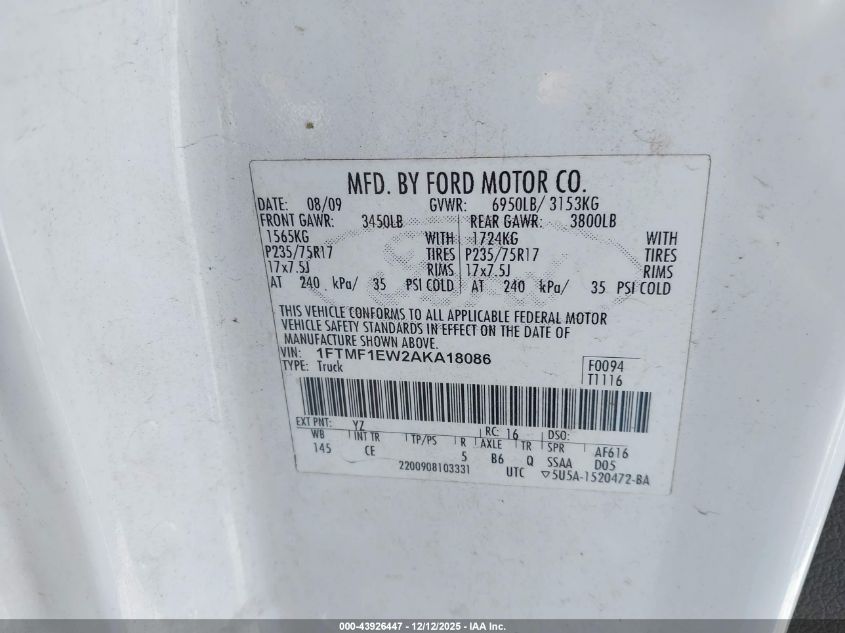 MFD. BY FORD MOTOR CO.
DATE: 08/09 GVWR: 6950LB/ 3153KG
FRONT GAWR: 3450LB REAR GAWR: 3800LB
1565KG WITH 1724KG WITH
P235/75R17 TIRES P235/75R17 TIRES
17x7.5J RIMS 17x7.5J RIMS
AT 240 kPa/ 35 PSI COLD AT 240 kPa/ 35 PSI COLD
THIS VEHICLE CONFORMS TO ALL APPLICABLE FEDERAL MOTOR
VEHICLE SAFETY STANDARDS IN EFFECT ON THE DATE OF
MANUFACTURE SHOWN ABOVE.
VIN: 1FTMF1EW2AKA18086 F0094
TYPE: Truck T1116
EXT PNT: YZ RC: 16 DSO:
WB INT TR TP/PS R AXLE TR SPR AF616
145 CE 5 B6 Q SSAA D05
2200908103331 UTC ▽5U5A-1520472-BA
000-43926447 - 12/12/2025 - IAA Inc.